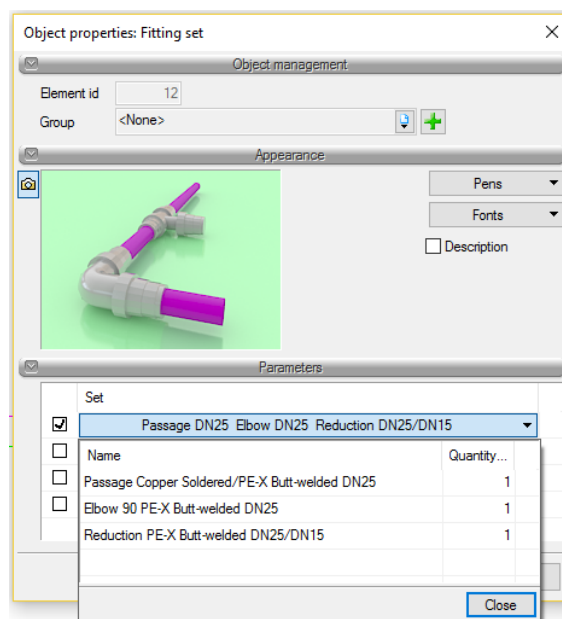 Object properties: Fitting set
Object management
Element id 12
Group <None>
Appearance
Pens
Fonts
Description
Parameters
Set
Passage DN25 Elbow DN25 Reduction DN25/DN15
Name Quantity...
Passage Copper Soldered/PE-X Butt-welded DN25 1
Elbow 90 PE-X Butt-welded DN25 1
Reduction PE-X Butt-welded DN25/DN15 1
Close